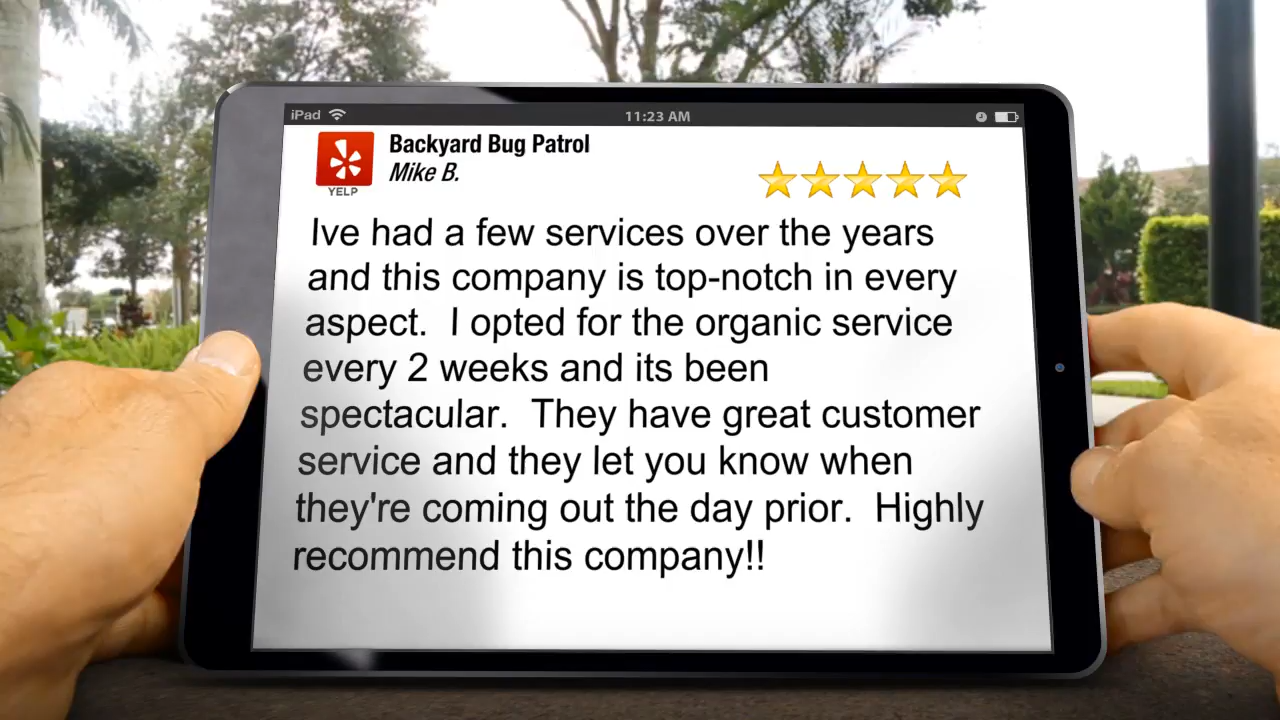 iPad 11:23 AM
Backyard Bug Patrol
Mike B.
YELP
Ive had a few services over the years
and this company is top-notch in every
aspect.  I opted for the organic service
every 2 weeks and its been
spectacular.  They have great customer
service and they let you know when
they're coming out the day prior.  Highly
recommend this company!!